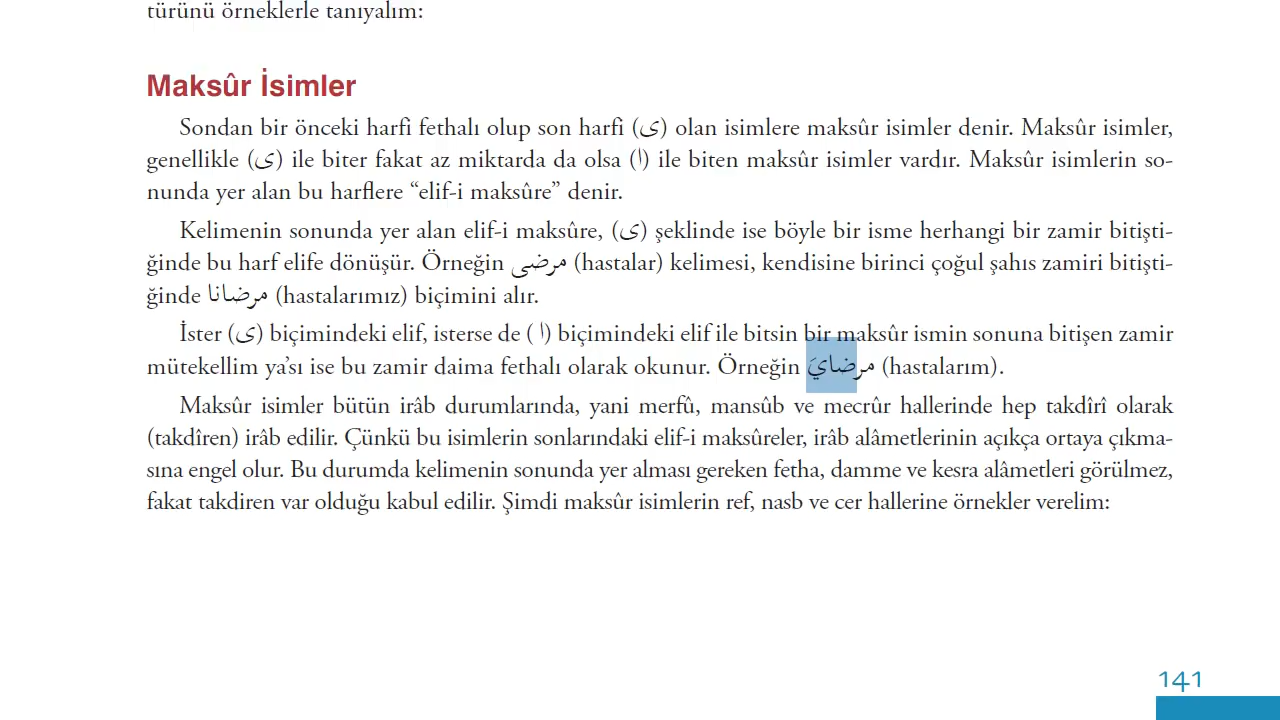 türünü örneklerle tanıyalım:
Maksûr İsimler
Sondan bir önceki harfi fethalı olup son harfi (ى) olan isimlere maksûr isimler denir. Maksûr isimler,
genellikle (ى) ile biter fakat az miktarda da olsa (ا) ile biten maksûr isimler vardır. Maksûr isimlerin so-
nunda yer alan bu harflere “elif-i maksûre” denir.
Kelimenin sonunda yer alan elif-i maksûre, (ى) şeklinde ise böyle bir isme herhangi bir zamir bitişti-
ğinde bu harf elife dönüşür. Örneğin مرضى (hastalar) kelimesi, kendisine birinci çoğul şahıs zamiri bitişti-
ğinde مرضانا (hastalarımız) biçimini alır.
İster (ى) biçimindeki elif, isterse de ( ا) biçimindeki elif ile bitsin bir maksûr ismin sonuna bitişen zamir
mütekellim ya’sı ise bu zamir daima fethalı olarak okunur. Örneğin مرضايَ (hastalarım).
Maksûr isimler bütün irâb durumlarında, yani merfû, mansûb ve mecrûr hallerinde hep takdîrî olarak
(takdîren) irâb edilir. Çünkü bu isimlerin sonlarındaki elif-i maksûreler, irâb alâmetlerinin açıkça ortaya çıkma-
sına engel olur. Bu durumda kelimenin sonunda yer alması gereken fetha, damme ve kesra alâmetleri görülmez,
fakat takdiren var olduğu kabul edilir. Şimdi maksûr isimlerin ref, nasb ve cer hallerine örnekler verelim:
141